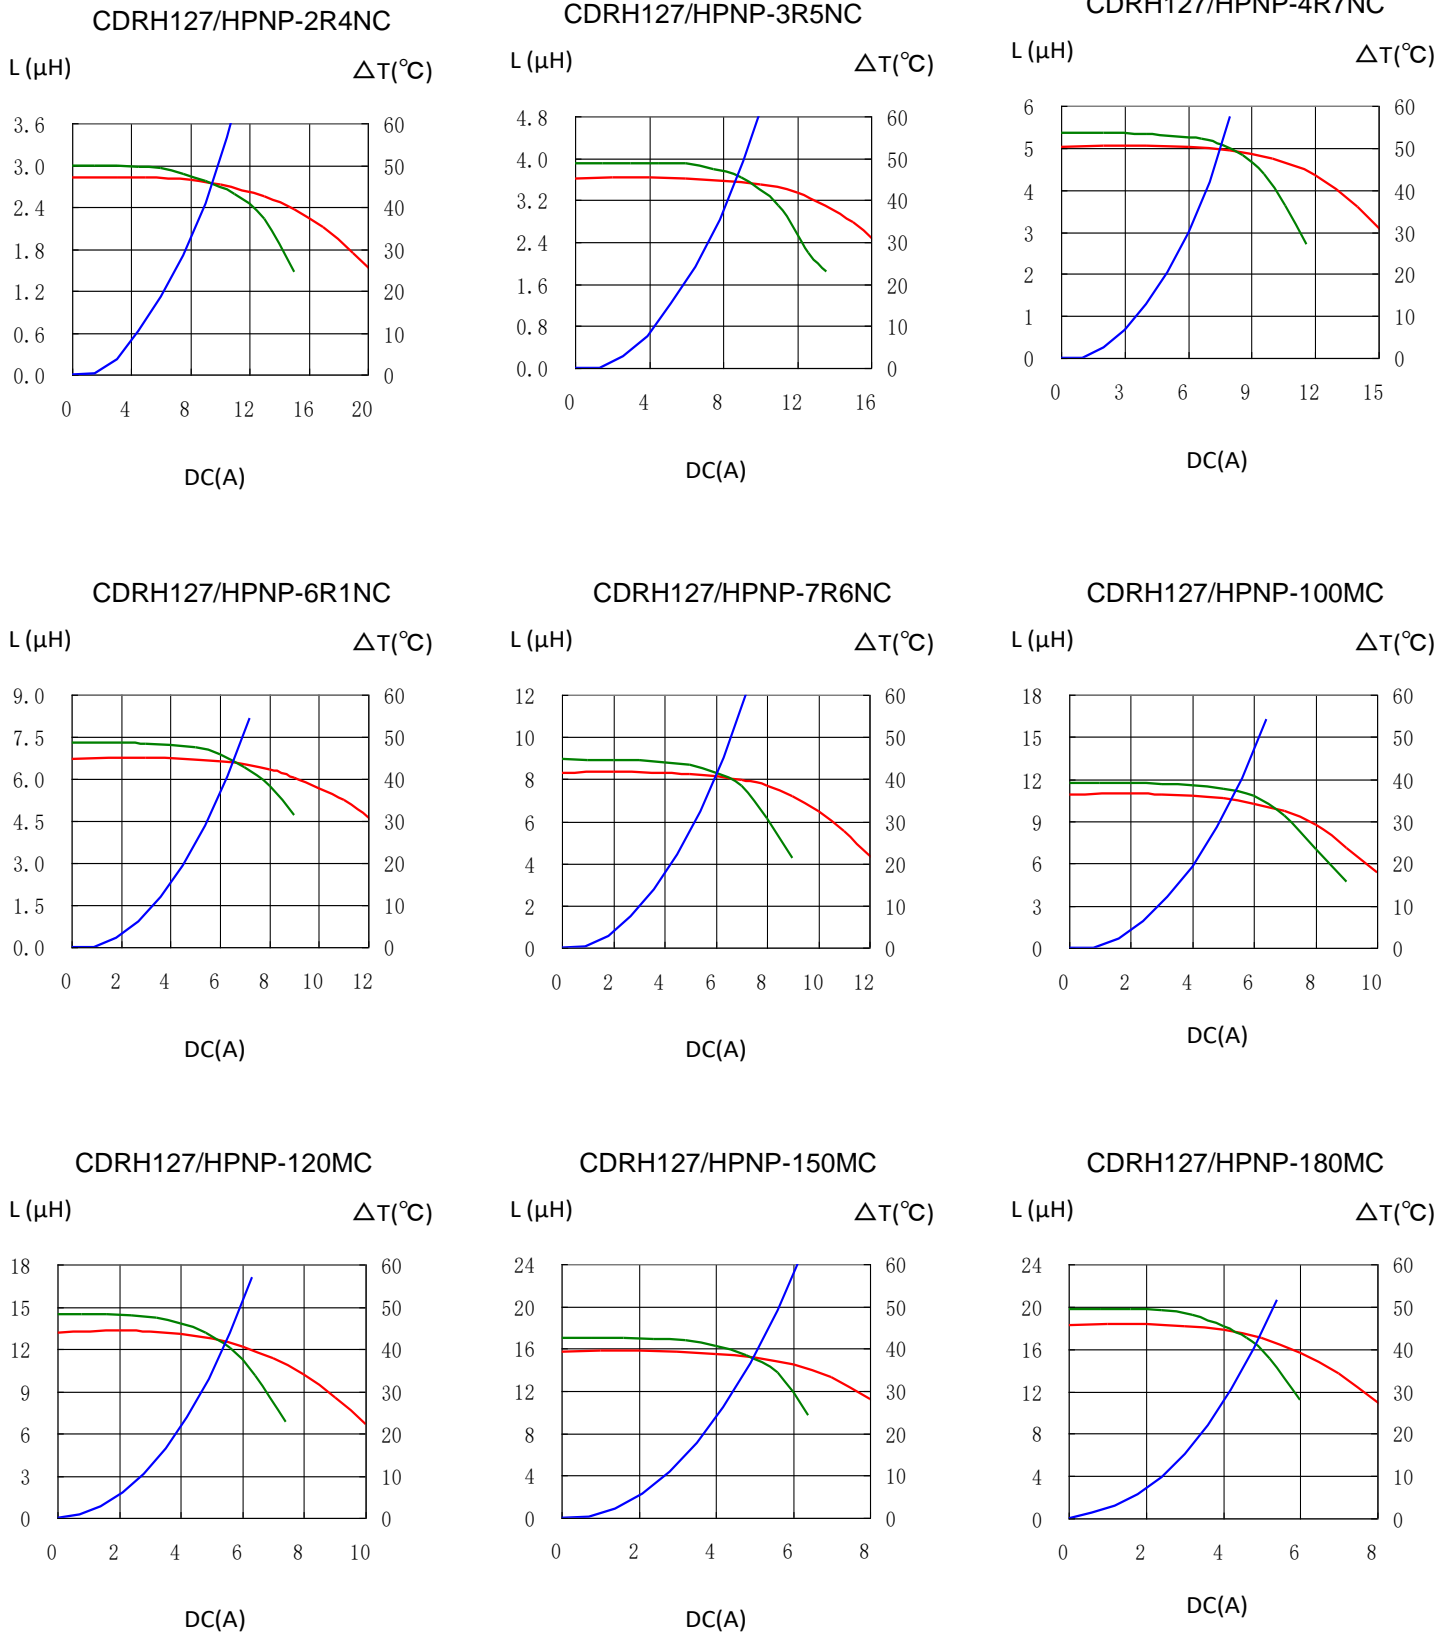 CDRH127/HPNP-2R4NC
L (μH) △T(℃)
3.6 60
3.0 50
2.4 40
1.8 30
1.2 20
0.6 10
0.0 0
0 4 8 12 16 20
DC(A)
CDRH127/HPNP-3R5NC
L (μH) △T(℃)
4.8 60
4.0 50
3.2 40
2.4 30
1.6 20
0.8 10
0.0 0
0 4 8 12 16
DC(A)
CDRH127/HPNP-4R7NC
L (μH) △T(℃)
6 60
5 50
4 40
3 30
2 20
1 10
0 0
0 3 6 9 12 15
DC(A)
CDRH127/HPNP-6R1NC
L (μH) △T(℃)
9.0 60
7.5 50
6.0 40
4.5 30
3.0 20
1.5 10
0.0 0
0 2 4 6 8 10 12
DC(A)
CDRH127/HPNP-7R6NC
L (μH) △T(℃)
12 60
10 50
8 40
6 30
4 20
2 10
0 0
0 2 4 6 8 10 12
DC(A)
CDRH127/HPNP-100MC
L (μH) △T(℃)
18 60
15 50
12 40
9 30
6 20
3 10
0 0
0 2 4 6 8 10
DC(A)
CDRH127/HPNP-120MC
L (μH) △T(℃)
18 60
15 50
12 40
9 30
6 20
3 10
0 0
0 2 4 6 8 10
DC(A)
CDRH127/HPNP-150MC
L (μH) △T(℃)
24 60
20 50
16 40
12 30
8 20
4 10
0 0
0 2 4 6 8
DC(A)
CDRH127/HPNP-180MC
L (μH) △T(℃)
24 60
20 50
16 40
12 30
8 20
4 10
0 0
0 2 4 6 8
DC(A)